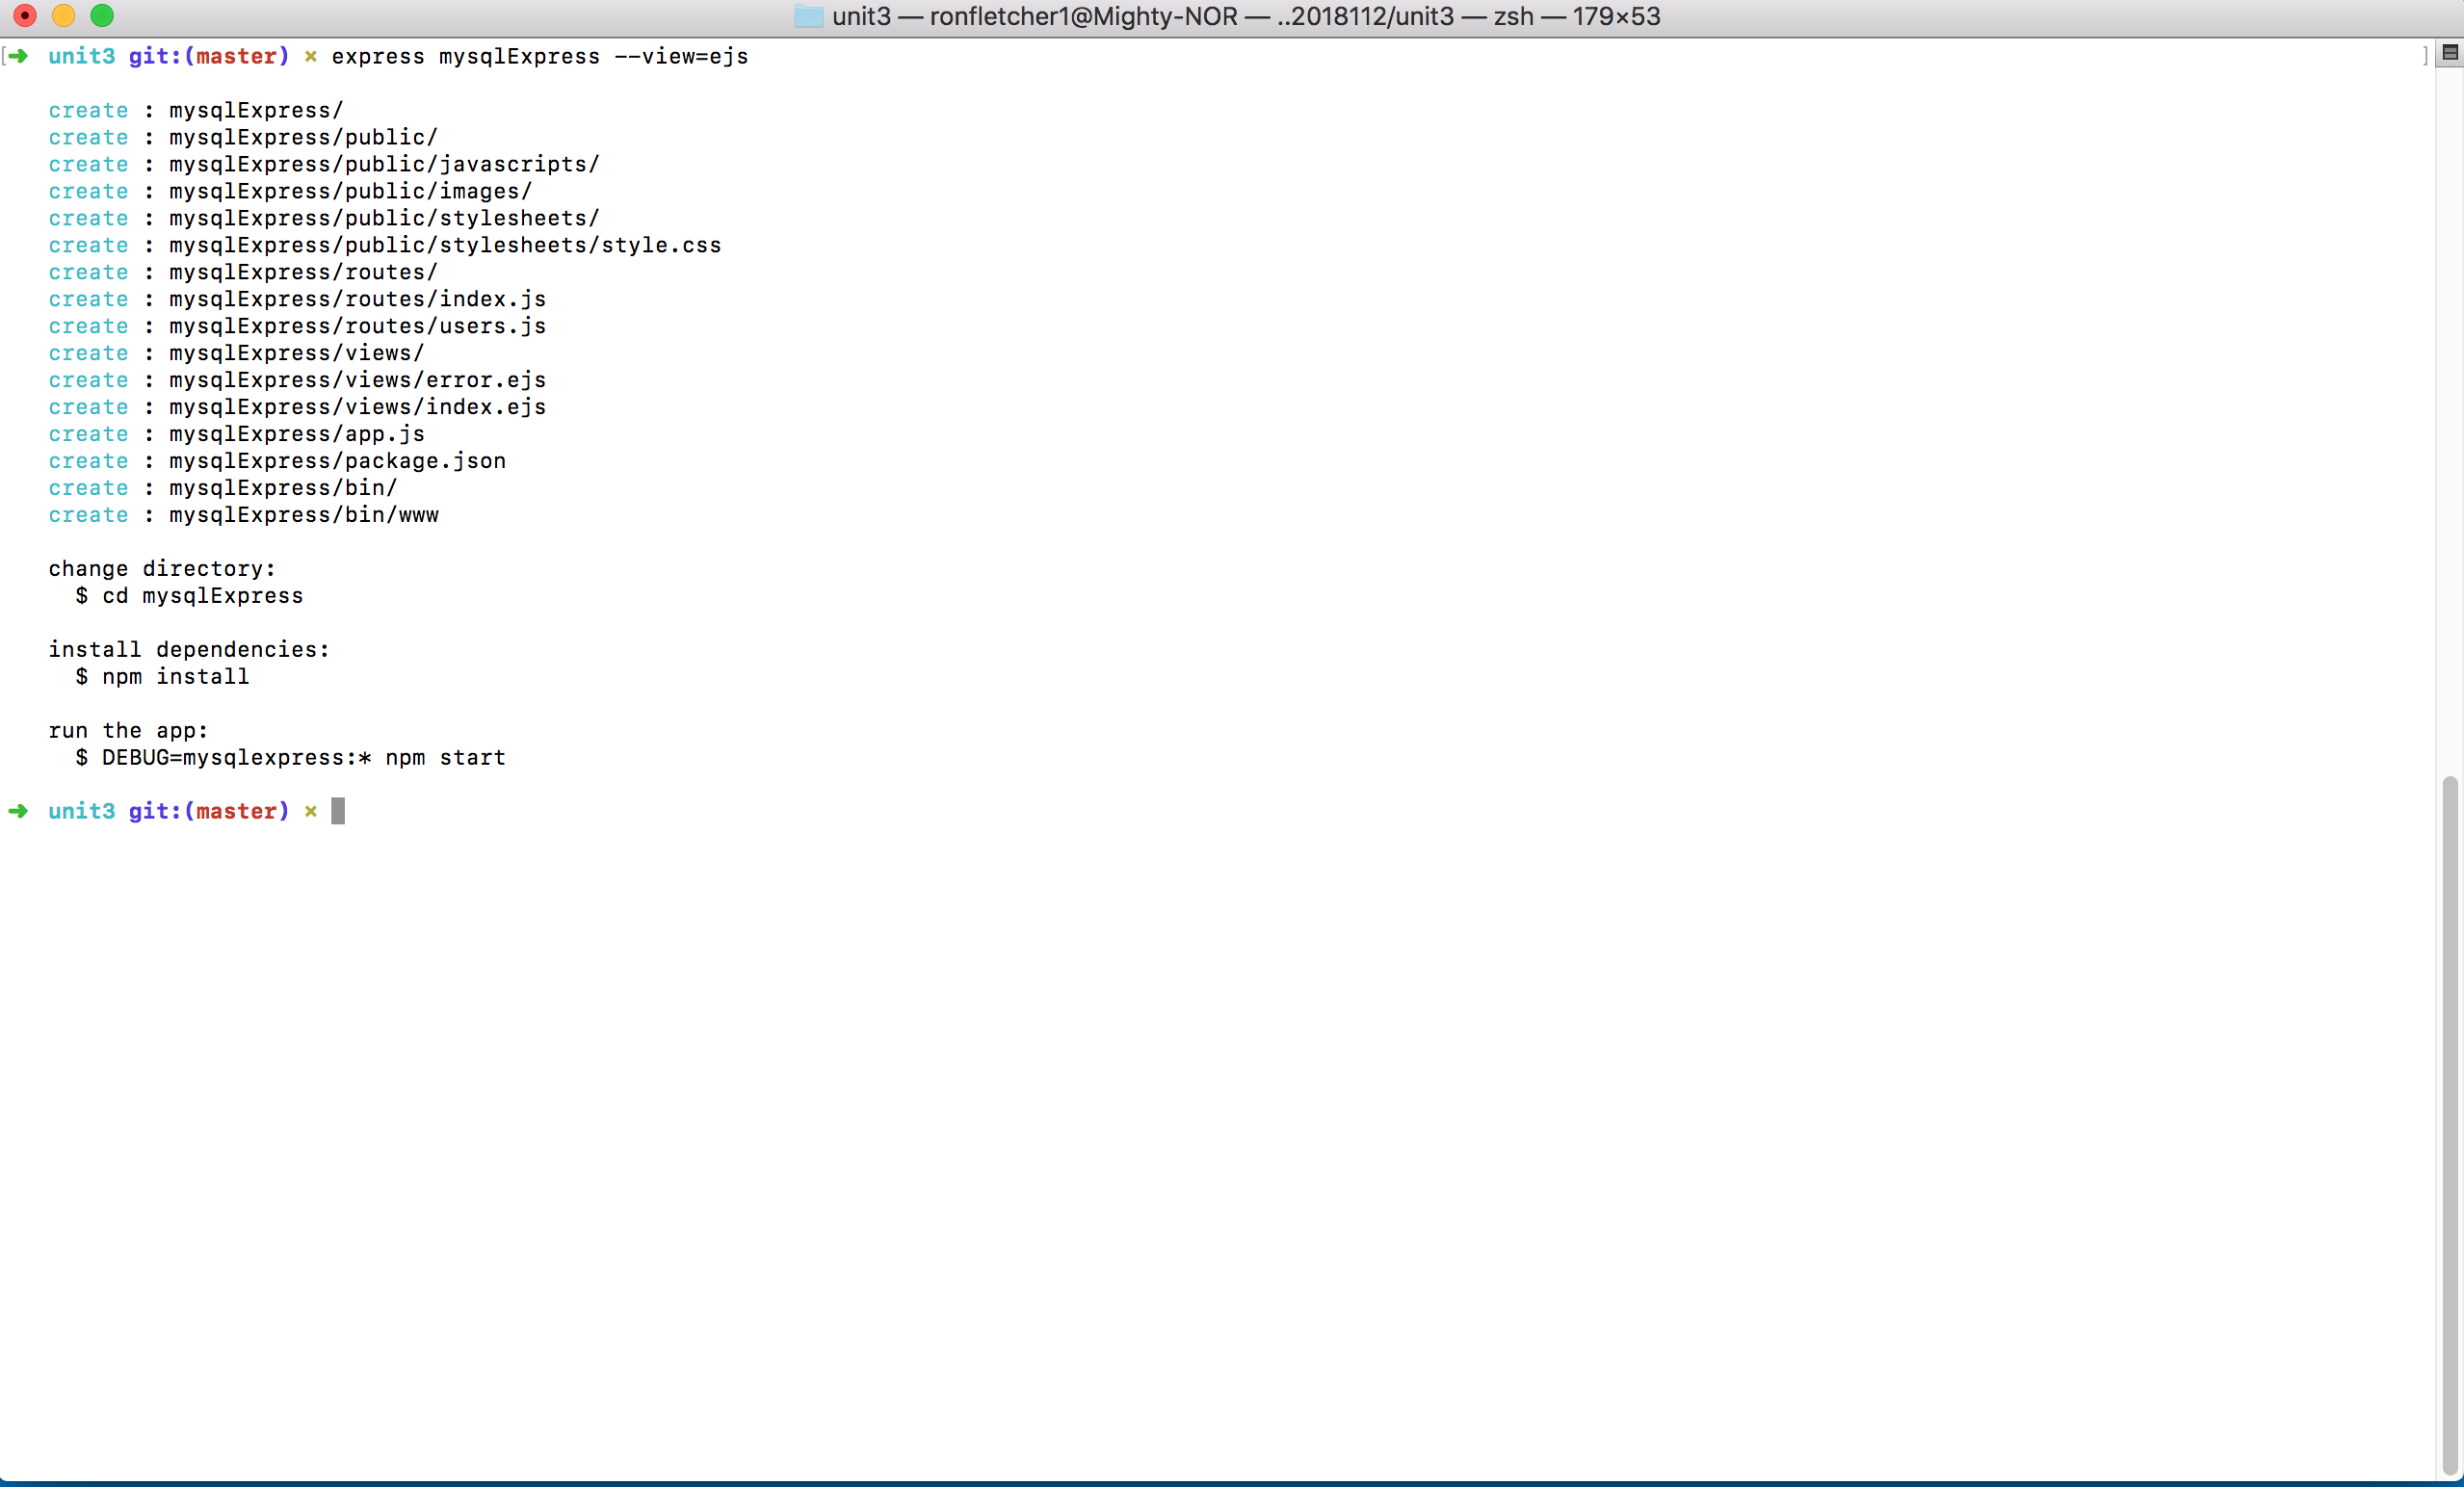 unit3 — ronfletcher1@Mighty-NOR — ..2018112/unit3 — zsh — 179×53
[➜  unit3 git:(master) ✗ express mysqlExpress --view=ejs ]
create : mysqlExpress/
create : mysqlExpress/public/
create : mysqlExpress/public/javascripts/
create : mysqlExpress/public/images/
create : mysqlExpress/public/stylesheets/
create : mysqlExpress/public/stylesheets/style.css
create : mysqlExpress/routes/
create : mysqlExpress/routes/index.js
create : mysqlExpress/routes/users.js
create : mysqlExpress/views/
create : mysqlExpress/views/error.ejs
create : mysqlExpress/views/index.ejs
create : mysqlExpress/app.js
create : mysqlExpress/package.json
create : mysqlExpress/bin/
create : mysqlExpress/bin/www
change directory:
$ cd mysqlExpress
install dependencies:
$ npm install
run the app:
$ DEBUG=mysqlexpress:* npm start
➜  unit3 git:(master) ✗